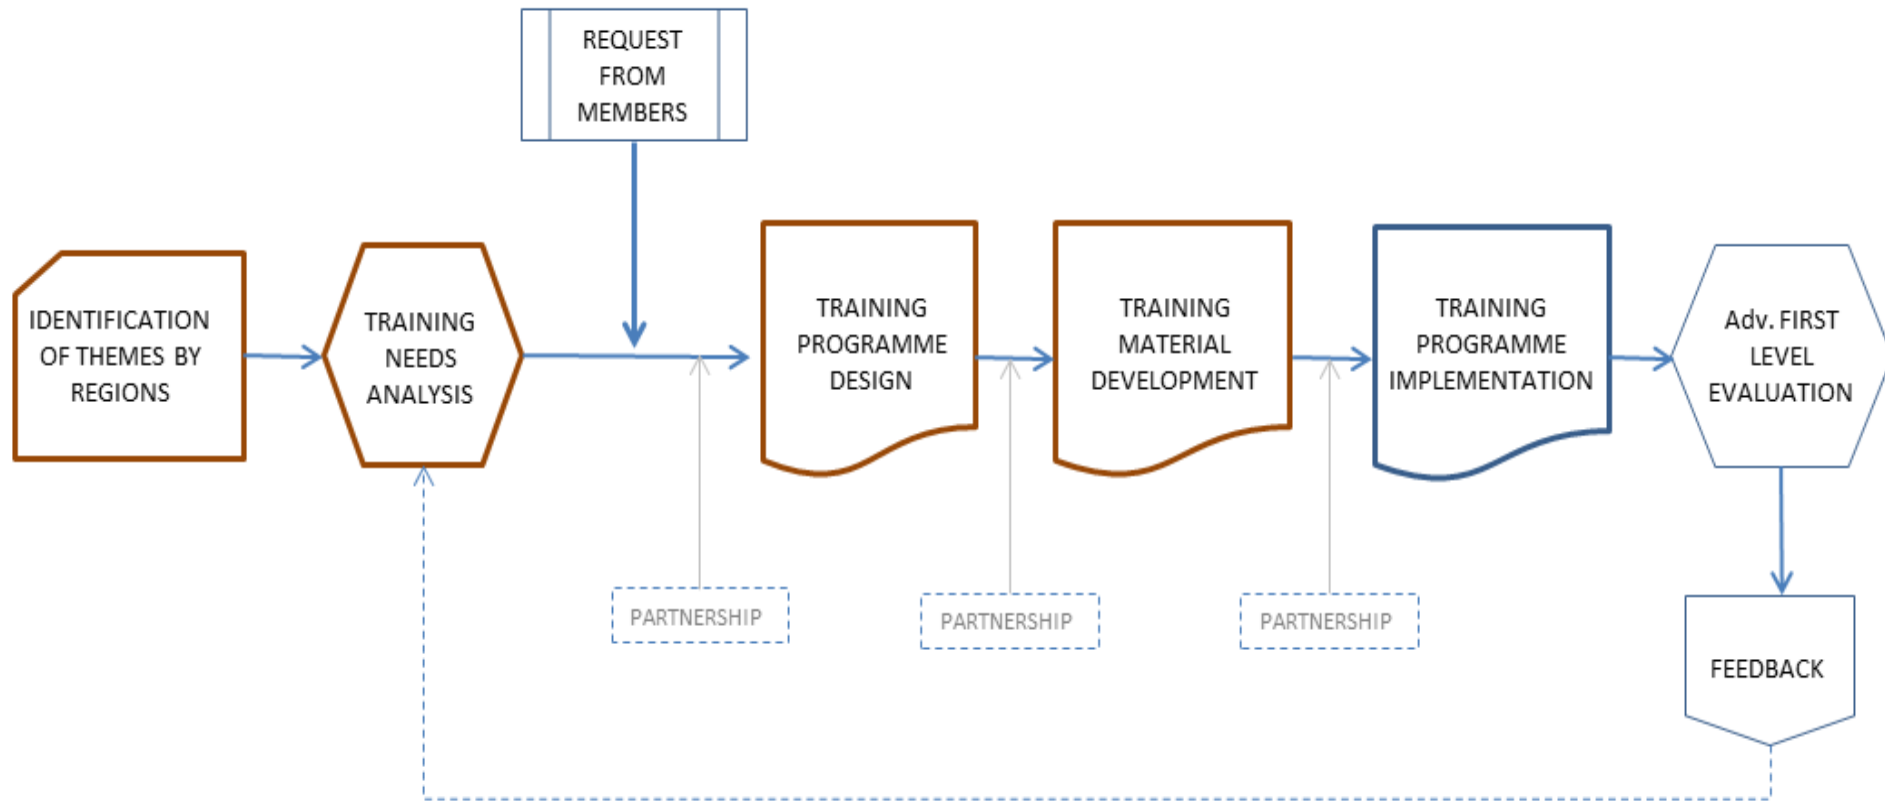 REQUEST
FROM
MEMBERS
IDENTIFICATION
OF THEMES BY
REGIONS
TRAINING
NEEDS
ANALYSIS
TRAINING
PROGRAMME
DESIGN
TRAINING
MATERIAL
DEVELOPMENT
TRAINING
PROGRAMME
IMPLEMENTATION
Adv. FIRST
LEVEL
EVALUATION
PARTNERSHIP
PARTNERSHIP
PARTNERSHIP
FEEDBACK